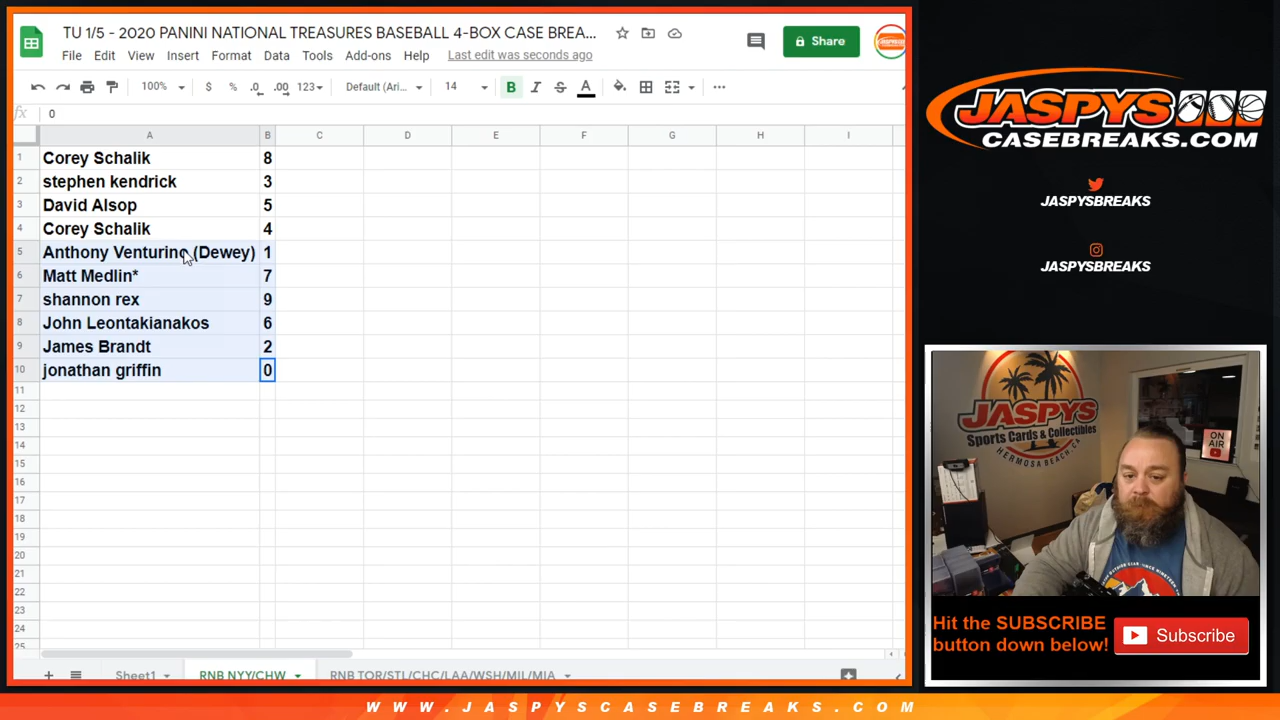 TU 1/5 - 2020 PANINI NATIONAL TREASURES BASEBALL 4-BOX CASE BREA...
File Edit View Insert Format Data Tools Add-ons Help Last edit was seconds ago
Share
100% $ % .0 .00 123 Default (Ari... 14 B I S A
fx 0
A B C D E F G H I
1 Corey Schalik 8
2 stephen kendrick 3
3 David Alsop 5
4 Corey Schalik 4
5 Anthony Venturino (Dewey) 1
6 Matt Medlin* 7
7 shannon rex 9
8 John Leontakianakos 6
9 James Brandt 2
10 jonathan griffin 0
11
12
13
14
15
16
17
18
19
20
21
22
23
24
25
Sheet1 RNB NYY/CHW RNB TOR/STL/CHC/LAA/WSH/MIL/MIA
JASPYS
CASEBREAKS.COM
JASPYSBREAKS
JASPYSBREAKS
JASPYS
Sports Cards & Collectibles
HERMOSA BEACH, CA
ON
AIR
Hit the SUBSCRIBE
button down below!
Subscribe
WWW.JASPYSCASEBREAKS.COM